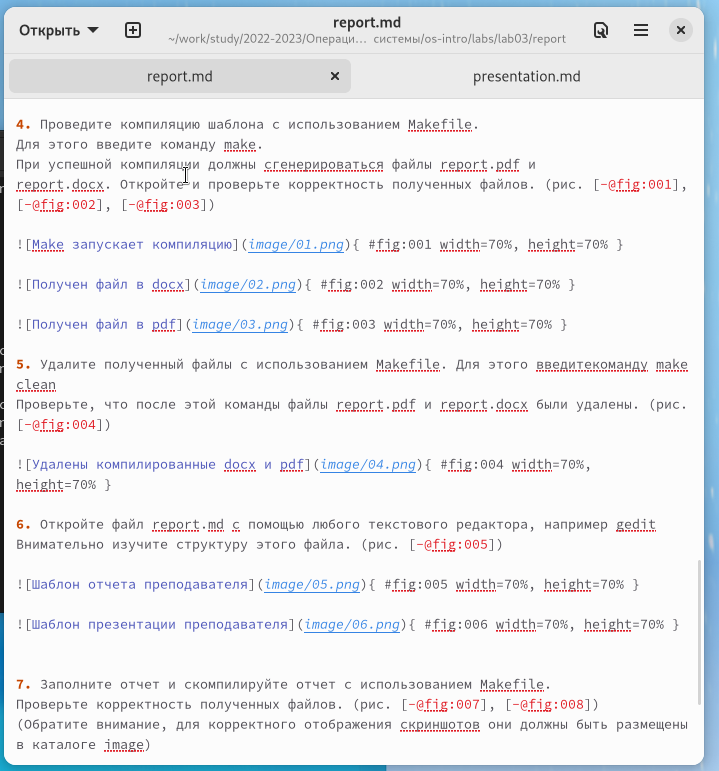 Открыть
report.md
~/work/study/2022-2023/Операци… системы/os-intro/labs/lab03/report
report.md
presentation.md
4. Проведите компиляцию шаблона с использованием Makefile.
Для этого введите команду make.
При успешной компиляции должны сгенерироваться файлы report.pdf и
report.docx. Откройте и проверьте корректность полученных файлов. (рис. [-@fig:001],
[-@fig:002], [-@fig:003])
![Make запускает компиляцию](image/01.png){ #fig:001 width=70%, height=70% }
![Получен файл в docx](image/02.png){ #fig:002 width=70%, height=70% }
![Получен файл в pdf](image/03.png){ #fig:003 width=70%, height=70% }
5. Удалите полученный файлы с использованием Makefile. Для этого введитекоманду make
clean
Проверьте, что после этой команды файлы report.pdf и report.docx были удалены. (рис.
[-@fig:004])
![Удалены компилированные docx и pdf](image/04.png){ #fig:004 width=70%,
height=70% }
6. Откройте файл report.md c помощью любого текстового редактора, например gedit
Внимательно изучите структуру этого файла. (рис. [-@fig:005])
![Шаблон отчета преподавателя](image/05.png){ #fig:005 width=70%, height=70% }
![Шаблон презентации преподавателя](image/06.png){ #fig:006 width=70%, height=70% }
7. Заполните отчет и скомпилируйте отчет с использованием Makefile.
Проверьте корректность полученных файлов. (рис. [-@fig:007], [-@fig:008])
(Обратите внимание, для корректного отображения скриншотов они должны быть размещены
в каталоге image)